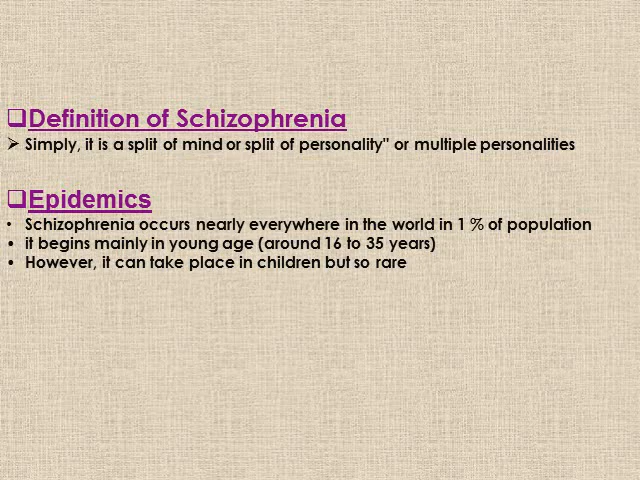 ❑Definition of Schizophrenia
➢ Simply, it is a split of mind or split of personality" or multiple personalities
❑Epidemics
• Schizophrenia occurs nearly everywhere in the world in 1 % of population
• it begins mainly in young age (around 16 to 35 years)
• However, it can take place in children but so rare